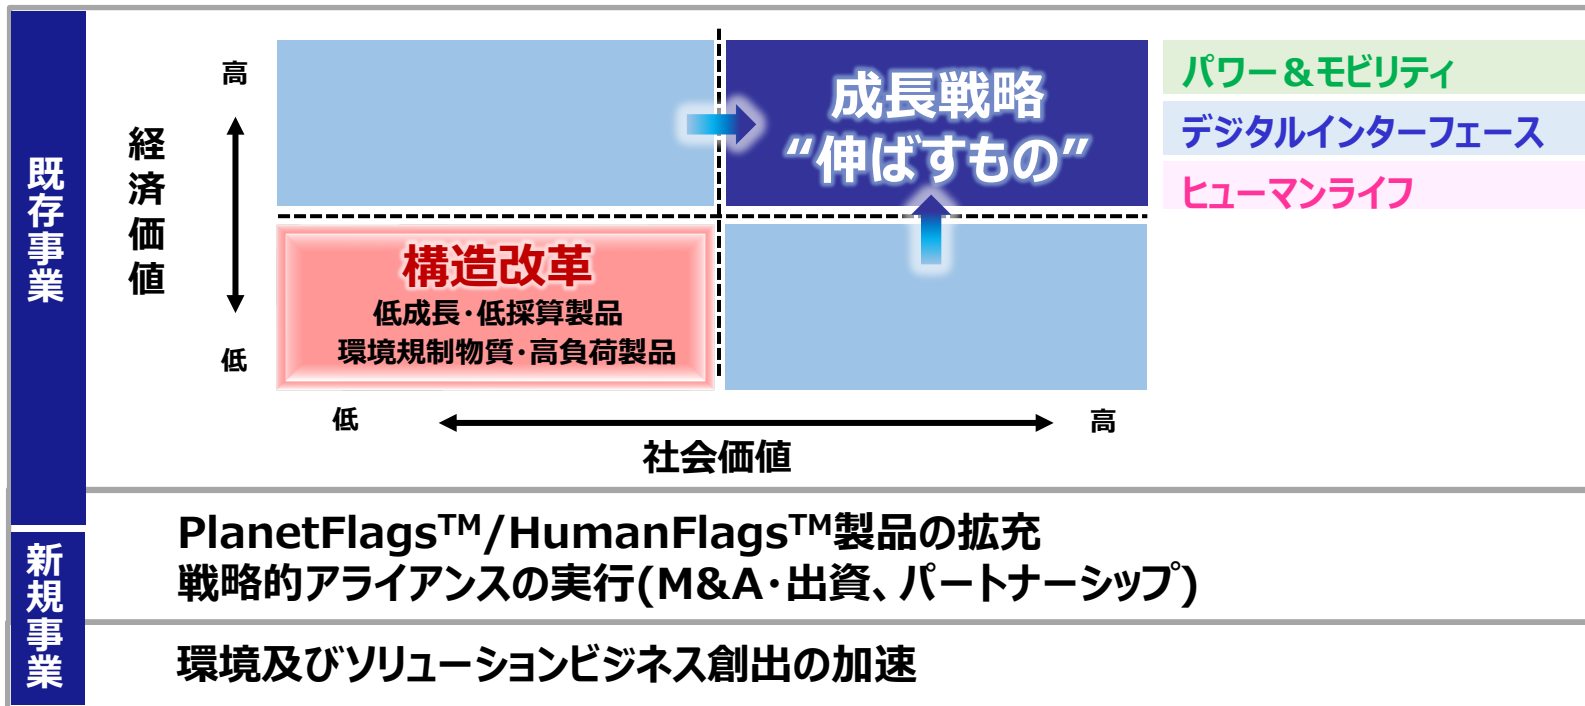 既存事業
経済価値
高
低
成長戦略
“伸ばすもの”
構造改革
低成長・低採算製品
環境規制物質・高負荷製品
低
高
社会価値
パワー＆モビリティ
デジタルインターフェース
ヒューマンライフ
新規事業
PlanetFlags™/HumanFlags™製品の拡充
戦略的アライアンスの実行(M&A・出資、パートナーシップ)
環境及びソリューションビジネス創出の加速